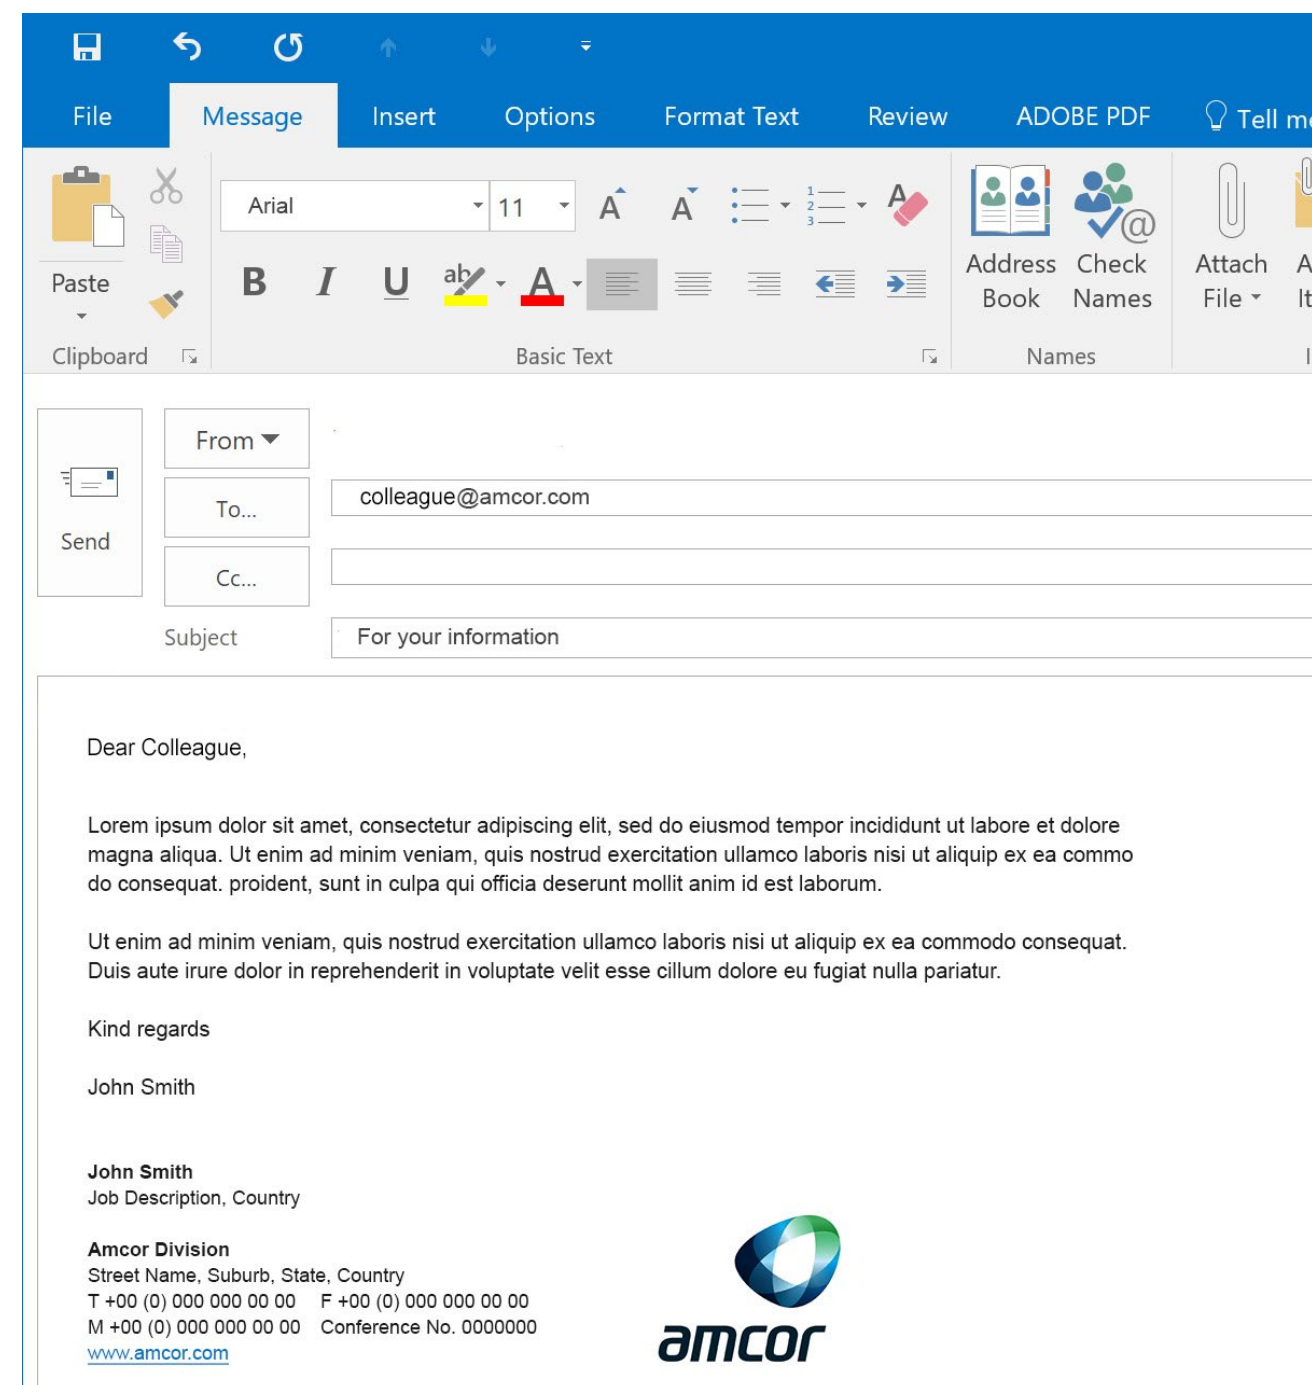 File Message Insert Options Format Text Review ADOBE PDF Tell me
Arial 11
Paste
Address Book
Check Names
Attach File
Clipboard Basic Text Names
From
To... colleague@amcor.com
Send
Cc...
Subject For your information
Dear Colleague,
Lorem ipsum dolor sit amet, consectetur adipiscing elit, sed do eiusmod tempor incididunt ut labore et dolore
magna aliqua. Ut enim ad minim veniam, quis nostrud exercitation ullamco laboris nisi ut aliquip ex ea commo
do consequat. proident, sunt in culpa qui officia deserunt mollit anim id est laborum.
Ut enim ad minim veniam, quis nostrud exercitation ullamco laboris nisi ut aliquip ex ea commodo consequat.
Duis aute irure dolor in reprehenderit in voluptate velit esse cillum dolore eu fugiat nulla pariatur.
Kind regards
John Smith
John Smith
Job Description, Country
Amcor Division
Street Name, Suburb, State, Country
T +00 (0) 000 000 00 00 F +00 (0) 000 000 00 00
M +00 (0) 000 000 00 00 Conference No. 0000000
www.amcor.com
amcor